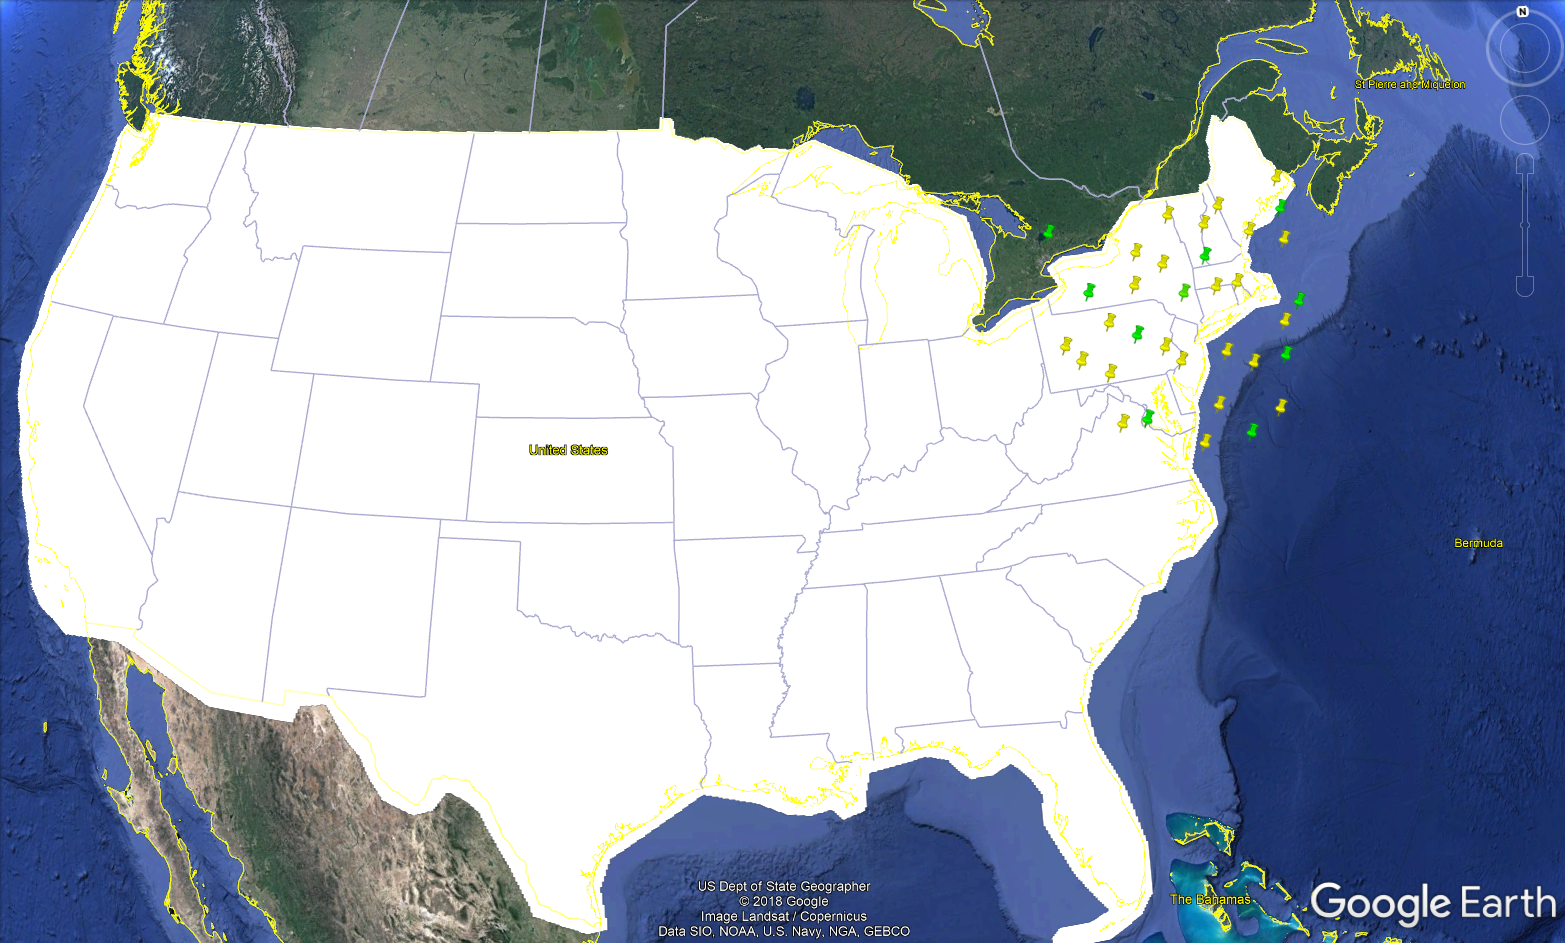 N
St Pierre and Miquelon
United States
Bermuda
US Dept of State Geographer
© 2018 Google
Image Landsat / Copernicus
Data SIO, NOAA, U.S. Navy, NGA, GEBCO
The Bahamas
Google Earth